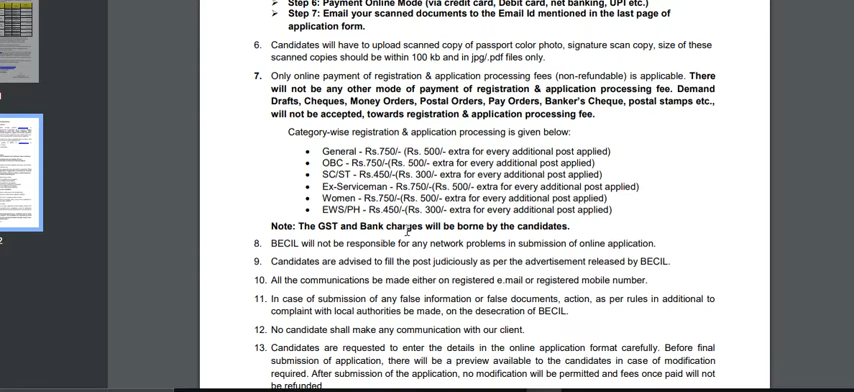 ➤ Step 6: Payment Online Mode (via credit card, Debit card, net banking, UPI etc.)
➤ Step 7: Email your scanned documents to the Email Id mentioned in the last page of
application form.
6. Candidates will have to upload scanned copy of passport color photo, signature scan copy, size of these
scanned copies should be within 100 kb and in jpg/.pdf files only.
7. Only online payment of registration & application processing fees (non-refundable) is applicable. There
will not be any other mode of payment of registration & application processing fee. Demand
Drafts, Cheques, Money Orders, Postal Orders, Pay Orders, Banker's Cheque, postal stamps etc.,
will not be accepted, towards registration & application processing fee.
Category-wise registration & application processing is given below:
• General - Rs.750/- (Rs. 500/- extra for every additional post applied)
• OBC - Rs.750/-(Rs. 500/- extra for every additional post applied)
• SC/ST - Rs.450/-(Rs. 300/- extra for every additional post applied)
• Ex-Serviceman - Rs.750/-(Rs. 500/- extra for every additional post applied)
• Women - Rs.750/-(Rs. 500/- extra for every additional post applied)
• EWS/PH - Rs.450/-(Rs. 300/- extra for every additional post applied)
Note: The GST and Bank charges will be borne by the candidates.
8. BECIL will not be responsible for any network problems in submission of online application.
9. Candidates are advised to fill the post judiciously as per the advertisement released by BECIL.
10. All the communications be made either on registered e.mail or registered mobile number.
11. In case of submission of any false information or false documents, action, as per rules in additional to
complaint with local authorities be made, on the desecration of BECIL.
12. No candidate shall make any communication with our client.
13. Candidates are requested to enter the details in the online application format carefully. Before final
submission of application, there will be a preview available to the candidates in case of modification
required. After submission of the application, no modification will be permitted and fees once paid will not
be refunded
2